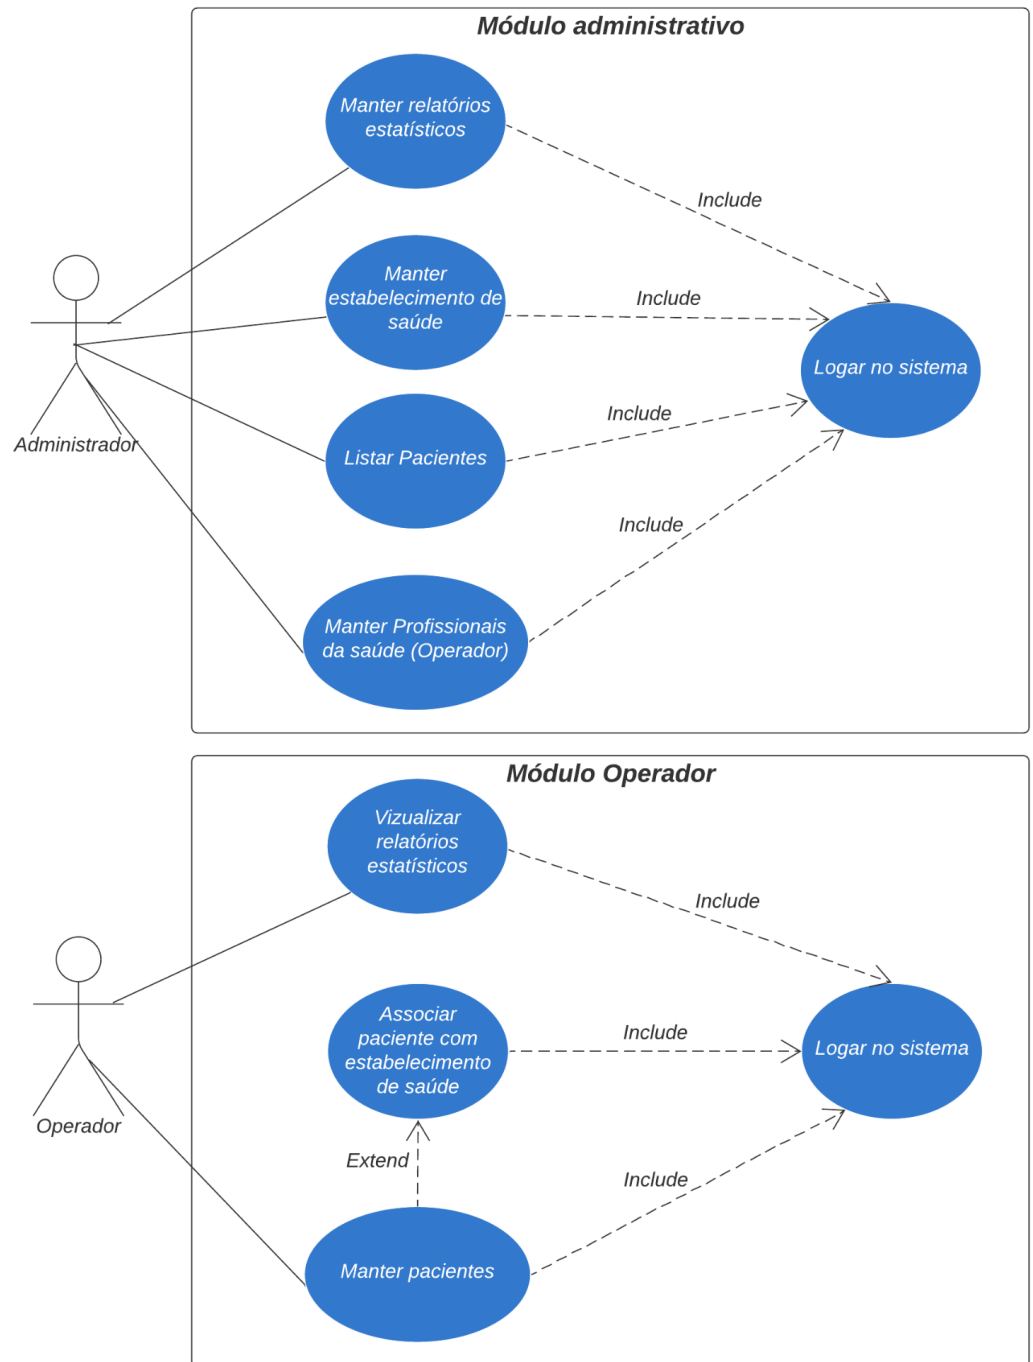 Módulo administrativo
Manter relatórios
estatísticos
Include
Manter
estabelecimento de
saúde
Include
Logar no sistema
Administrador
Include
Listar Pacientes
Include
Manter Profissionais
da saúde (Operador)
Módulo Operador
Vizualizar
relatórios
estatísticos
Include
Associar
paciente com
estabelecimento
de saúde
Include
Logar no sistema
Operador
Extend
Include
Manter pacientes